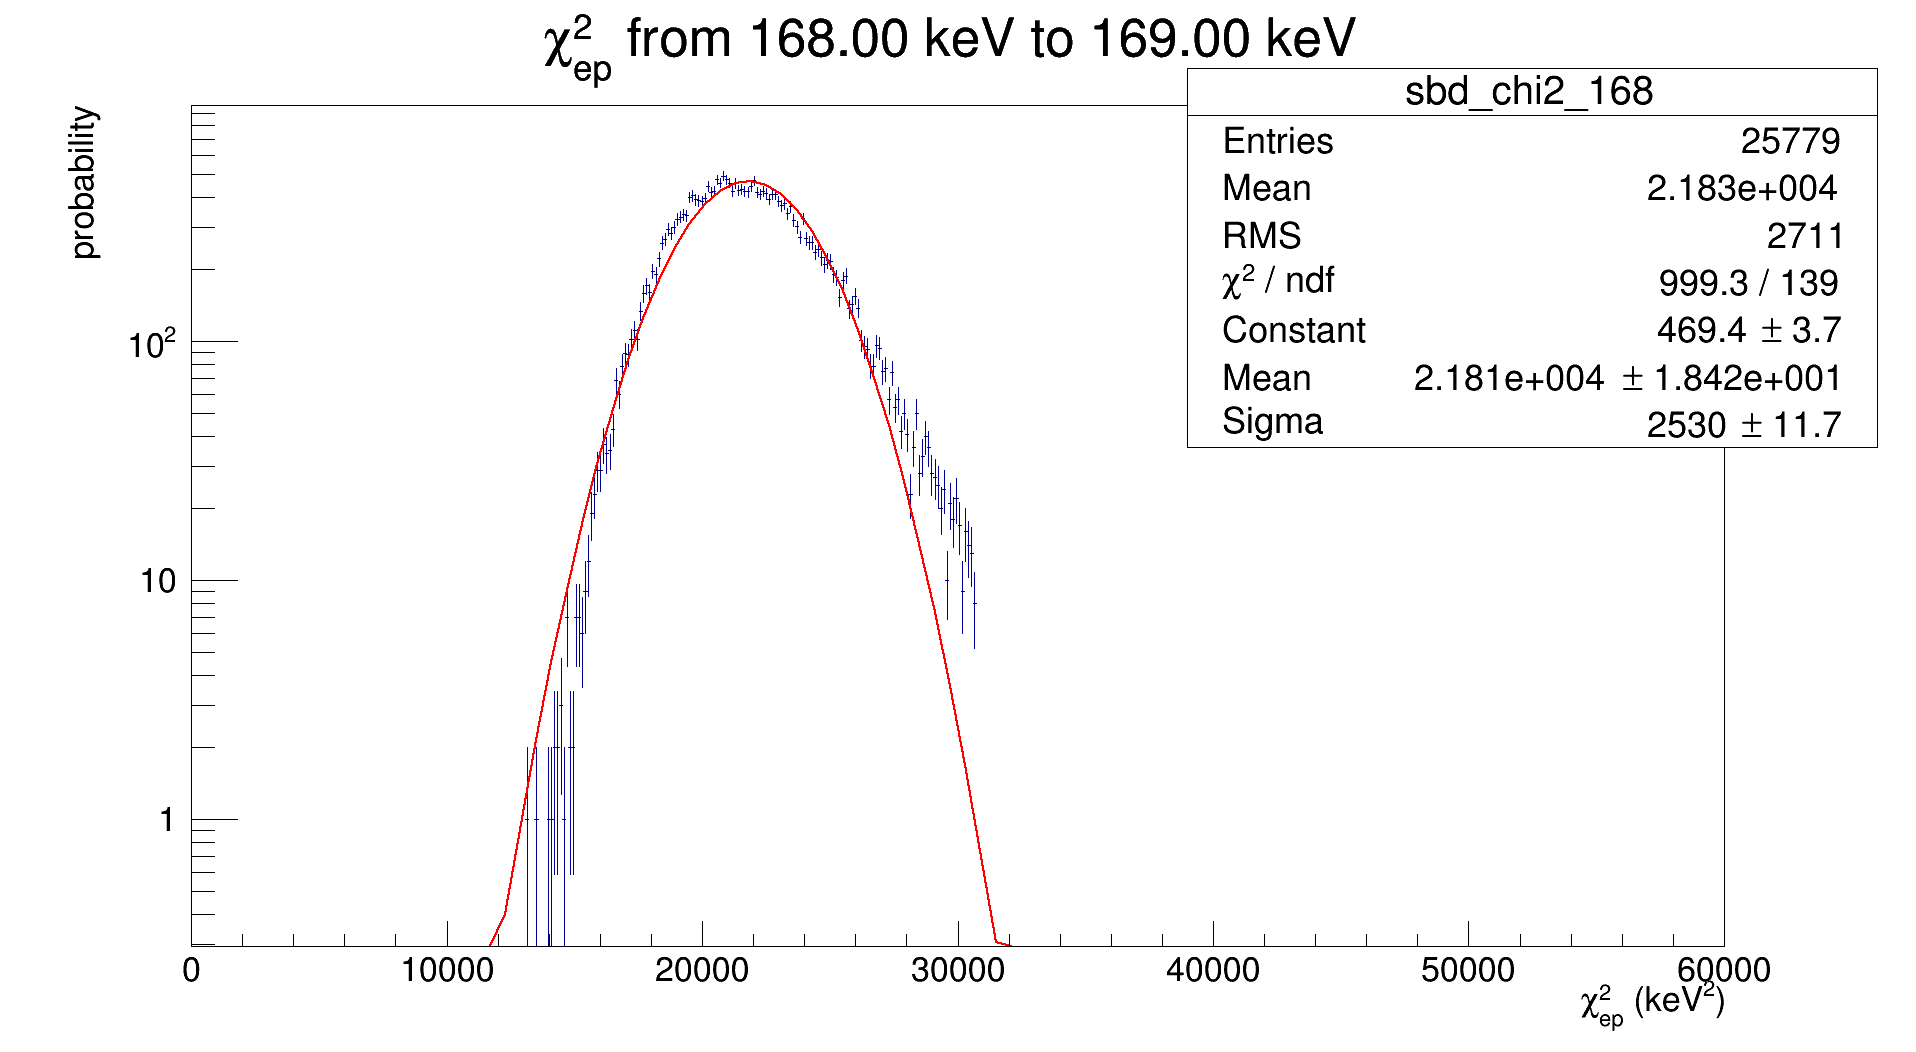 χ²ep from 168.00 keV to 169.00 keV
probability
sbd_chi2_168
Entries 25779
Mean 2.183e+004
RMS 2711
χ² / ndf 999.3 / 139
Constant 469.4 ± 3.7
Mean 2.181e+004 ± 1.842e+001
Sigma 2530 ± 11.7
10²
10
1
0 10000 20000 30000 40000 50000 60000
χ²ep (keV²)